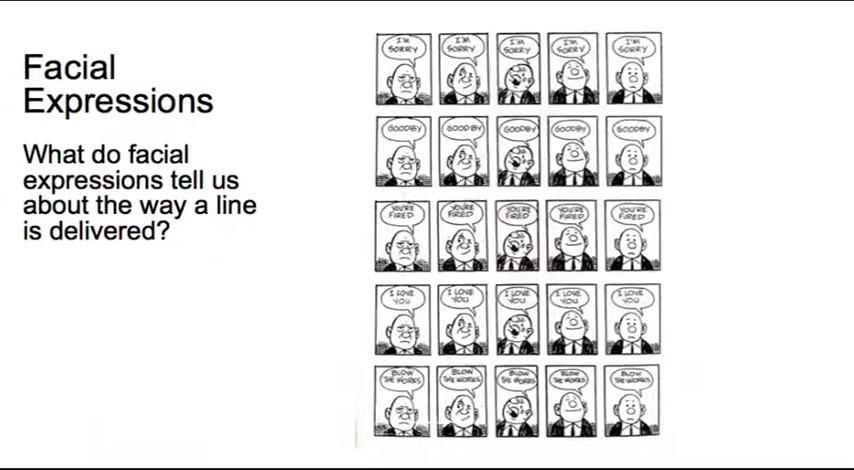 Facial
Expressions
What do facial
expressions tell us
about the way a line
is delivered?
I'M
SORRY
I'M
SORRY
I'M
SORRY
I'M
SORRY
I'M
SORRY
GOODBY
GOODBY
GOODBY
GOODBY
GOODBY
YOU'RE
FIRED
YOU'RE
FIRED
YOU'RE
FIRED
YOU'RE
FIRED
YOU'RE
FIRED
I LOVE
YOU
I LOVE
YOU
I LOVE
YOU
I LOVE
YOU
I LOVE
YOU
BLOW
THE WORKS
BLOW
THE WORKS
BLOW
THE WORKS
BLOW
THE WORKS
BLOW
THE WORKS